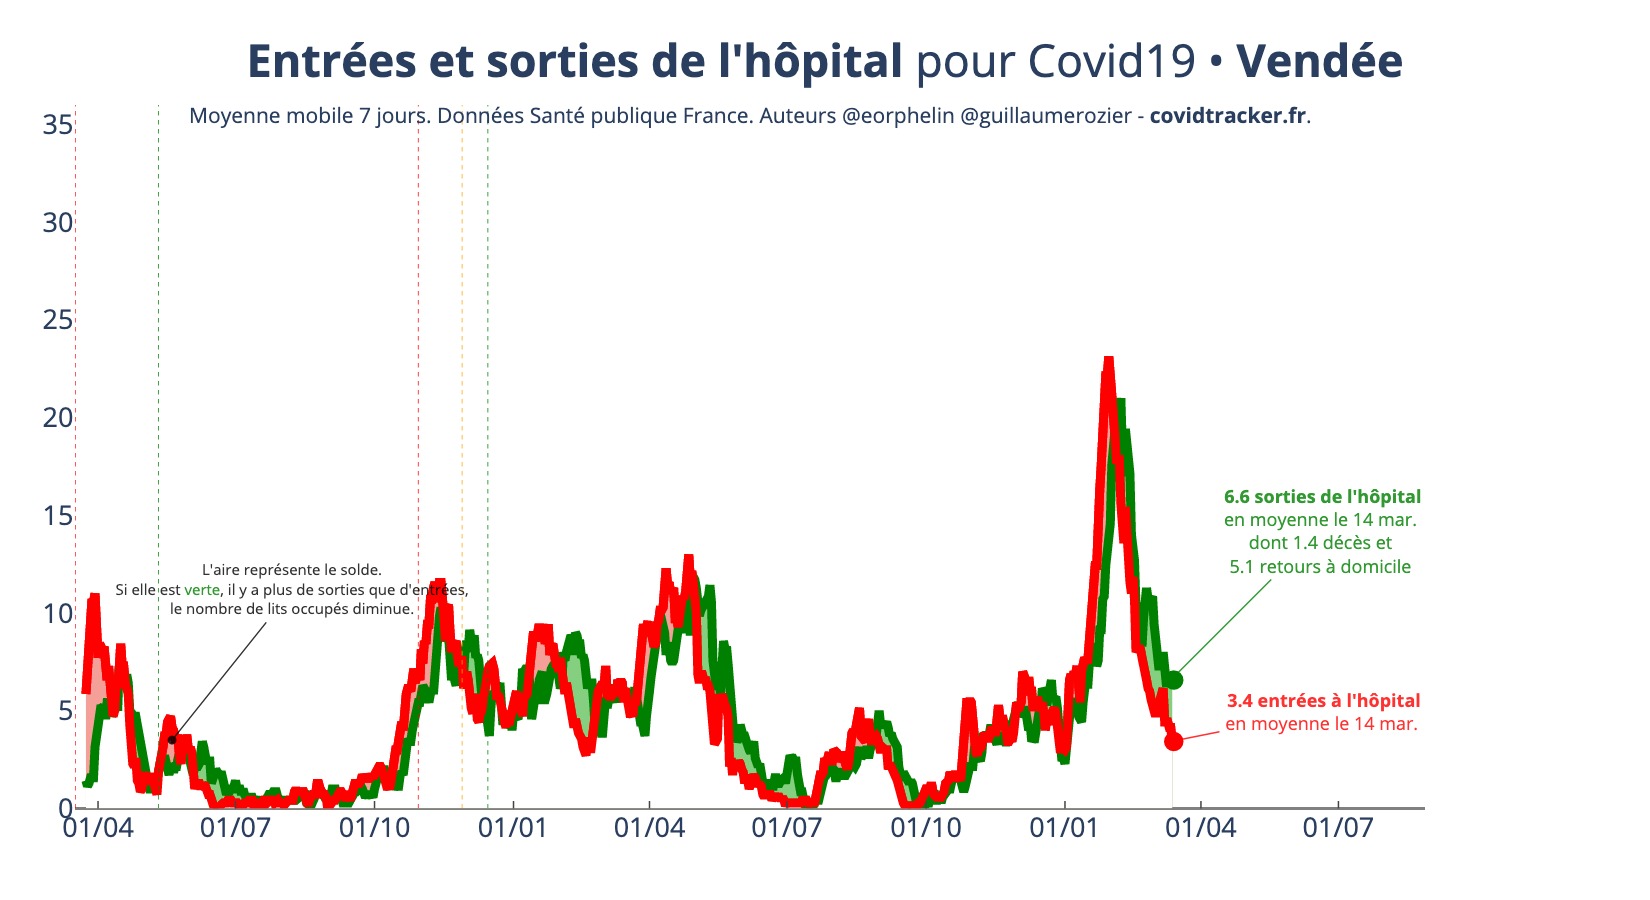 Entrées et sorties de l'hôpital pour Covid19 • Vendée
Moyenne mobile 7 jours. Données Santé publique France. Auteurs @eorphelin @guillaumerozier - covidtracker.fr.
35
30
25
20
15
10
5
0
L'aire représente le solde.
Si elle est verte, il y a plus de sorties que d'entrées,
le nombre de lits occupés diminue.
6.6 sorties de l'hôpital
en moyenne le 14 mar.
dont 1.4 décès et
5.1 retours à domicile
3.4 entrées à l'hôpital
en moyenne le 14 mar.
01/04 01/07 01/10 01/01 01/04 01/07 01/10 01/01 01/04 01/07